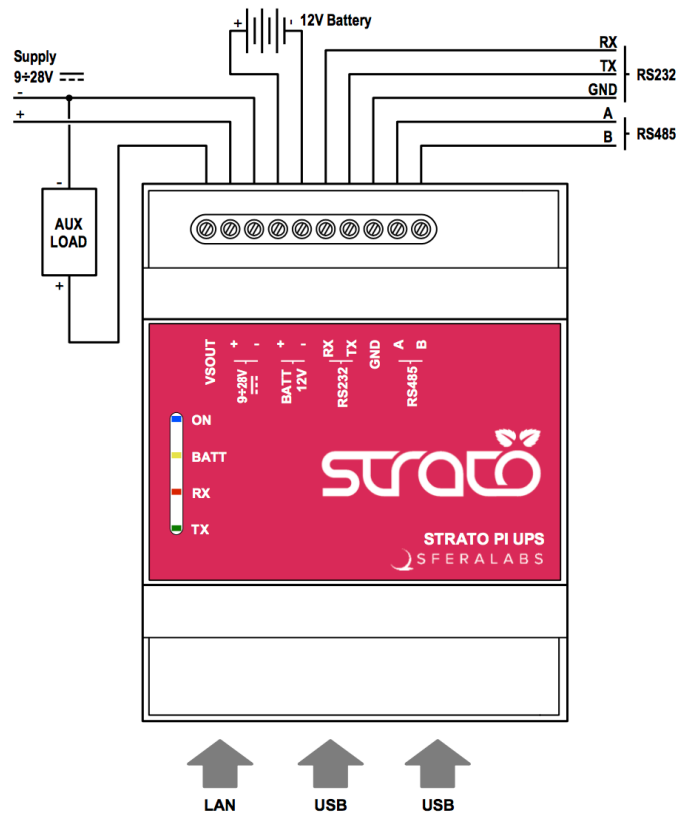 + - 12V Battery
Supply
9÷28V
-
+
RX
TX
GND
RS232
A
B
RS485
-
AUX
LOAD
+
VSOUT
+ -
9÷28V
+ -
BATT
12V
RX
TX
RS232
GND
A
B
RS485
ON
BATT
RX
TX
strato
STRATO PI UPS
SFERALABS
LAN USB USB